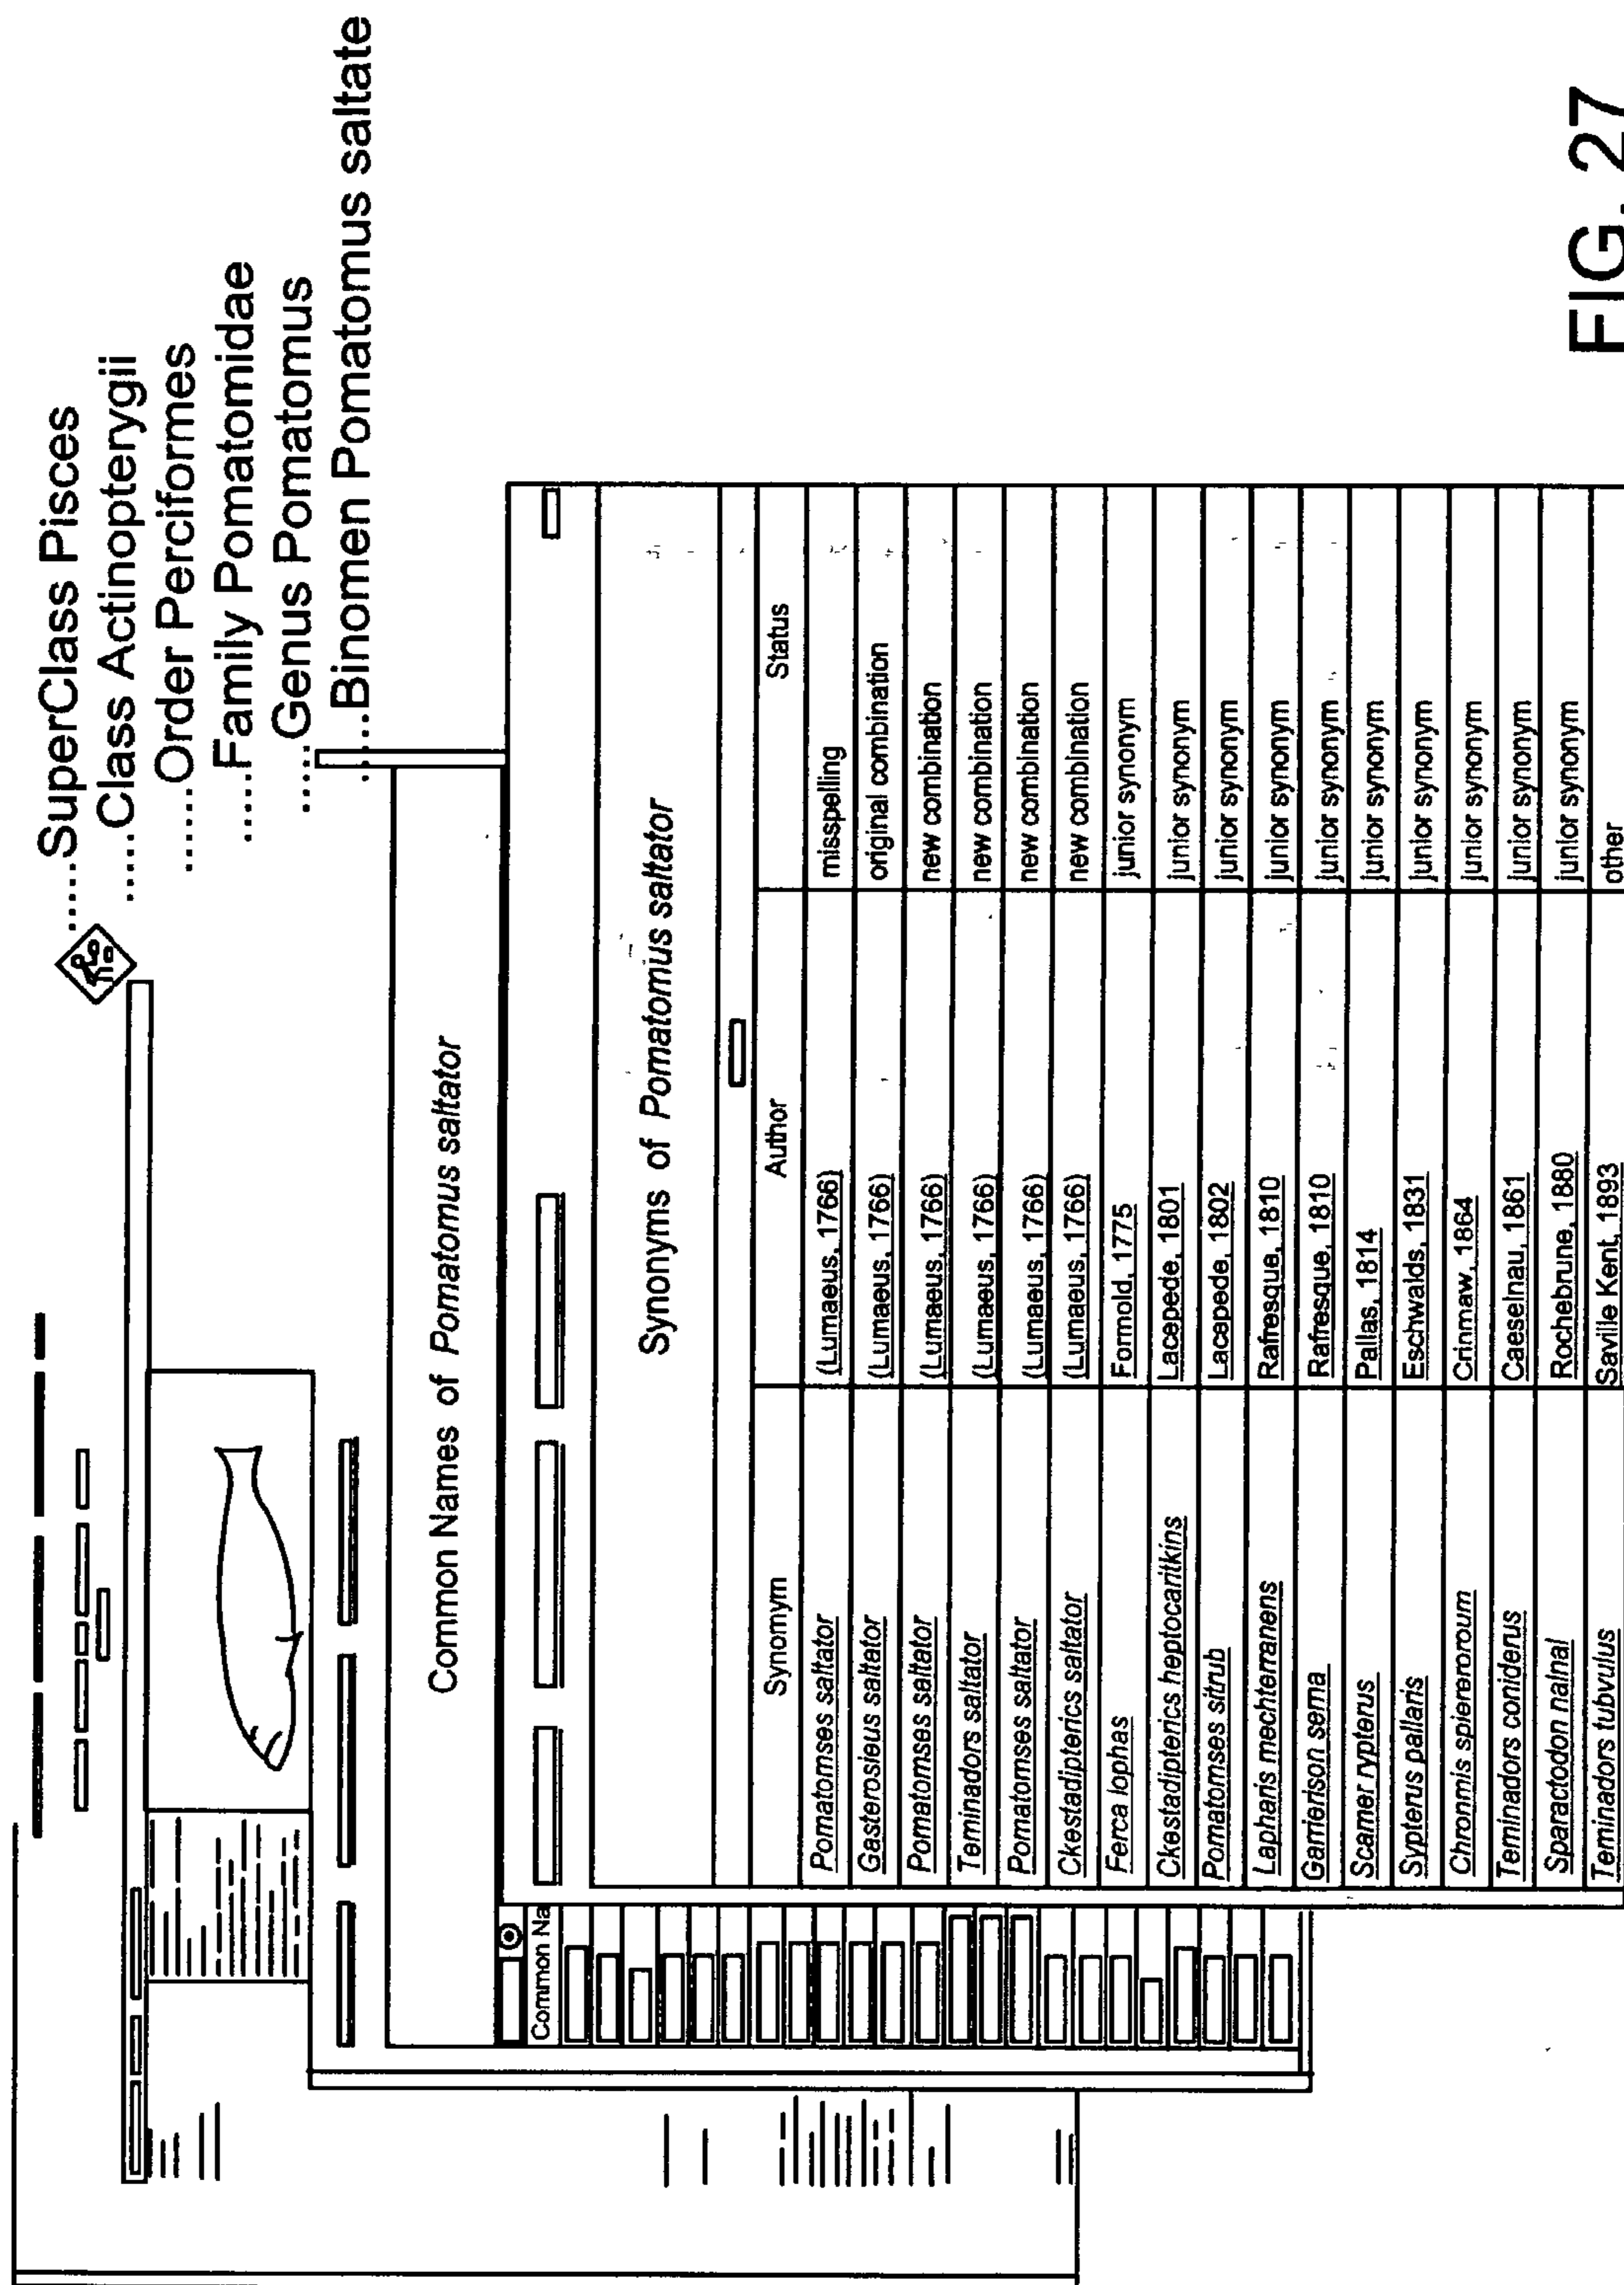 .....SuperClass Pisces
.....Class Actinopterygii
......Order Perciformes
.....Family Pomatomidae
.....Genus Pomatomus
.....Binomen Pomatomus saltate
Common Names of Pomatomus saltator
Common Na
Synonyms of Pomatomus saltator
Synomym Author Status
Pomatomses saltator (Lumaeus, 1766) misspelling
Gasterosieus saltator (Lumaeus, 1766) original combination
Pomatomses saltator (Lumaeus, 1766) new combination
Teminadors saltator (Lumaeus, 1766) new combination
Pomatomses saltator (Lumaeus, 1766) new combination
Ckestadipterics saltator (Lumaeus, 1766) new combination
Ferca lophas Formold, 1775 junior synonym
Ckestadipterics heptocaritkins Lacepede, 1801 junior synonym
Pomatomses sitrub Lacepede, 1802 junior synonym
Lapharis mechterranens Rafresque, 1810 junior synonym
Garrierison sema Rafresque, 1810 junior synonym
Scamer rypterus Pallas, 1814 junior synonym
Sypterus pallaris Eschwalds, 1831 junior synonym
Chronmis spieroroum Crinmaw, 1864 junior synonym
Teminadors coniderus Caeselnau, 1861 junior synonym
Sparactodon nalnal Rochebrune, 1880 junior synonym
Teminadors tubvulus Saville Kent, 1893 other
FIG. 27